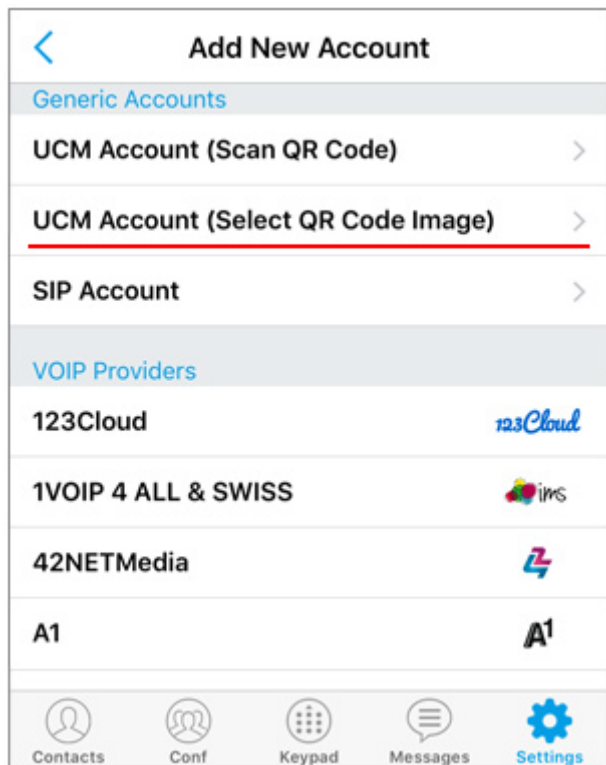 Add New Account
Generic Accounts
UCM Account (Scan QR Code)
UCM Account (Select QR Code Image)
SIP Account
VOIP Providers
123Cloud 123Cloud
1VOIP 4 ALL & SWISS ims
42NETMedia
A1 A1
Contacts Conf Keypad Messages Settings